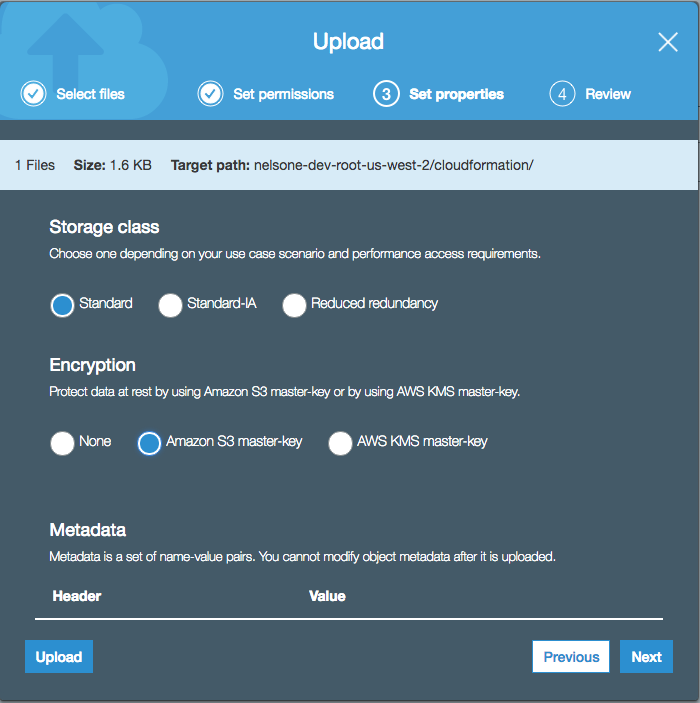 Upload
Select files
Set permissions
3 Set properties
4 Review
1 Files Size: 1.6 KB Target path: nelsone-dev-root-us-west-2/cloudformation/
Storage class
Choose one depending on your use case scenario and performance access requirements.
Standard Standard-IA Reduced redundancy
Encryption
Protect data at rest by using Amazon S3 master-key or by using AWS KMS master-key.
None Amazon S3 master-key AWS KMS master-key
Metadata
Metadata is a set of name-value pairs. You cannot modify object metadata after it is uploaded.
Header Value
Upload Previous Next